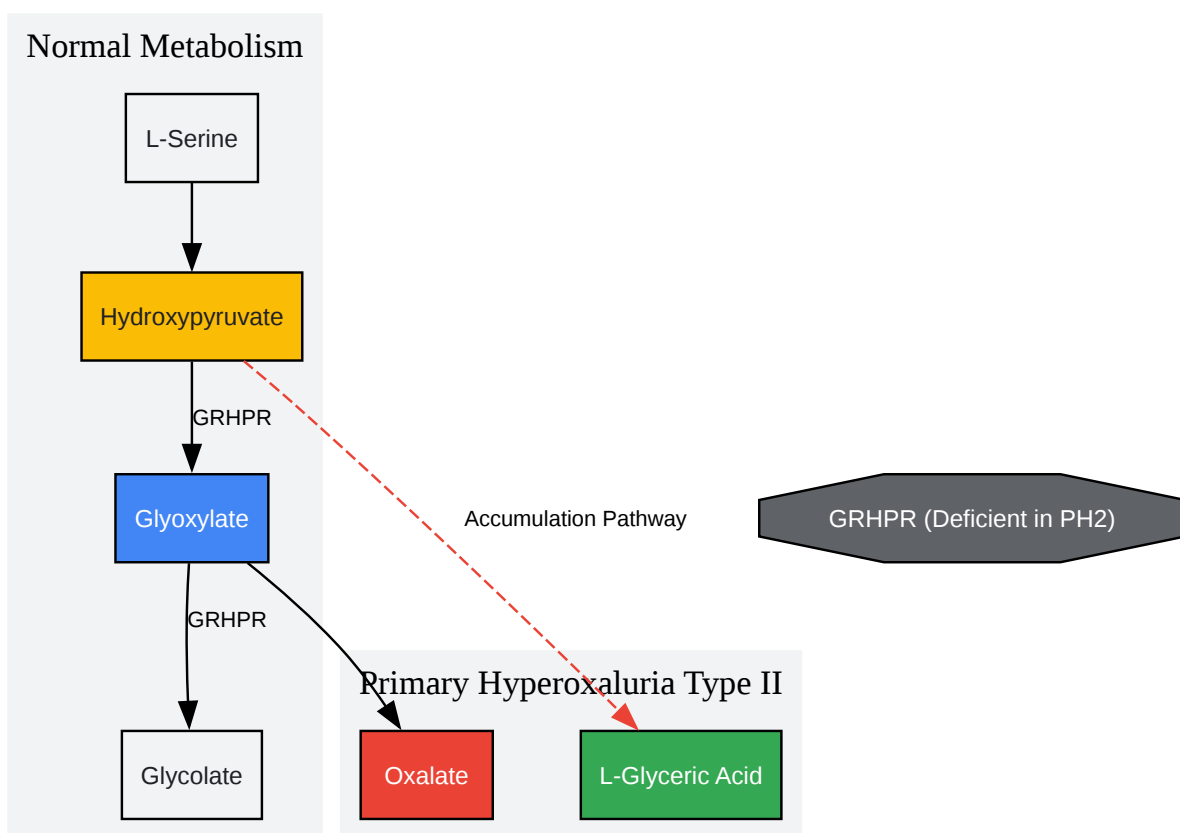 Normal Metabolism
L-Serine
Hydroxypyruvate
GRHPR
Glyoxylate
Accumulation Pathway
GRHPR (Deficient in PH2)
GRHPR
Primary Hyperoxaluria Type II
Glycolate
Oxalate
L-Glyceric Acid